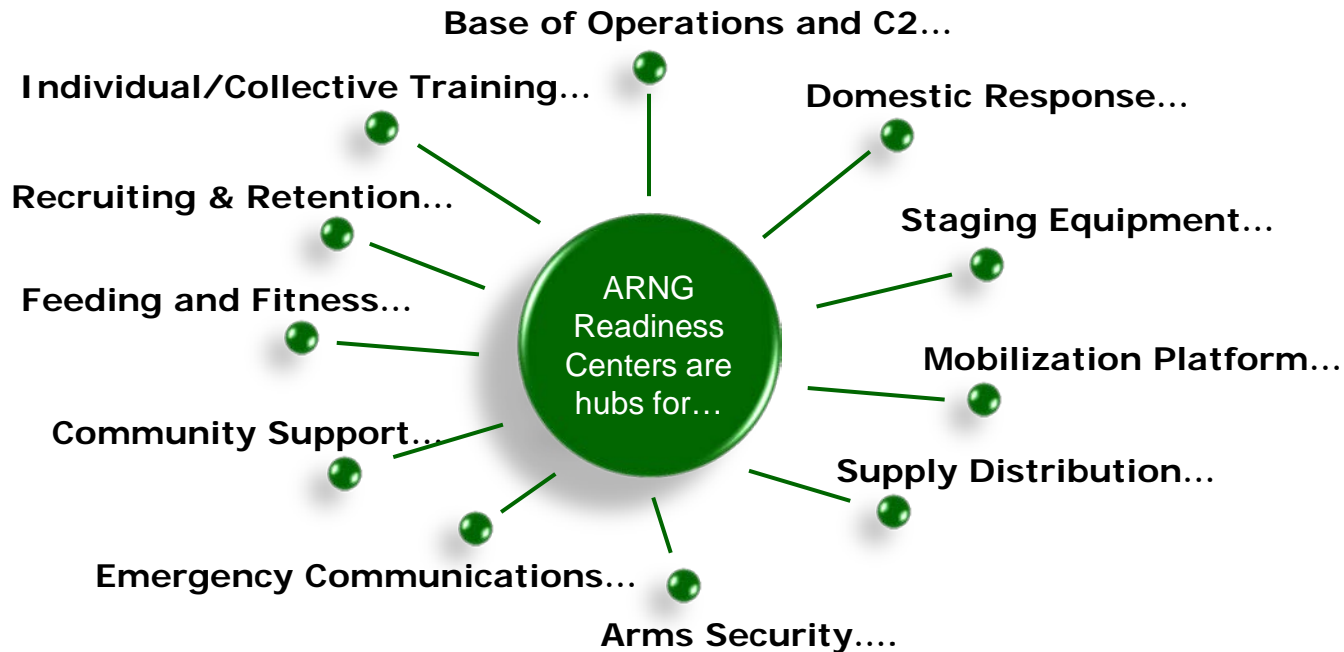 Base of Operations and C2…
Individual/Collective Training…
Domestic Response…
Recruiting & Retention…
Staging Equipment…
Feeding and Fitness…
ARNG
Readiness
Centers are
hubs for…
Mobilization Platform…
Community Support…
Supply Distribution…
Emergency Communications…
Arms Security….